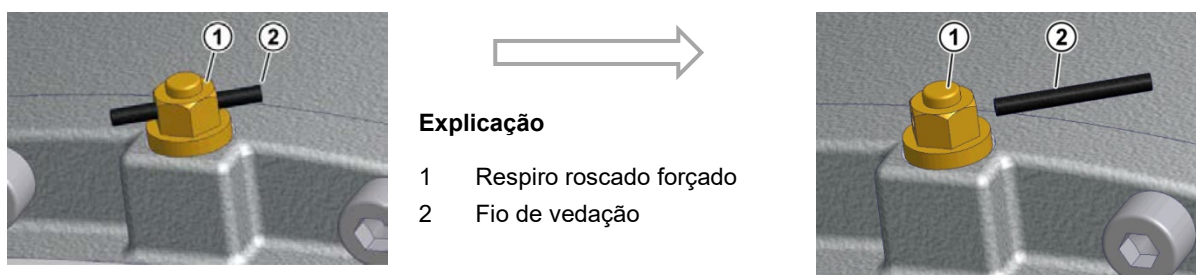 1 2
1 2
Explicação
1 Respiro roscado forçado
2 Fio de vedação